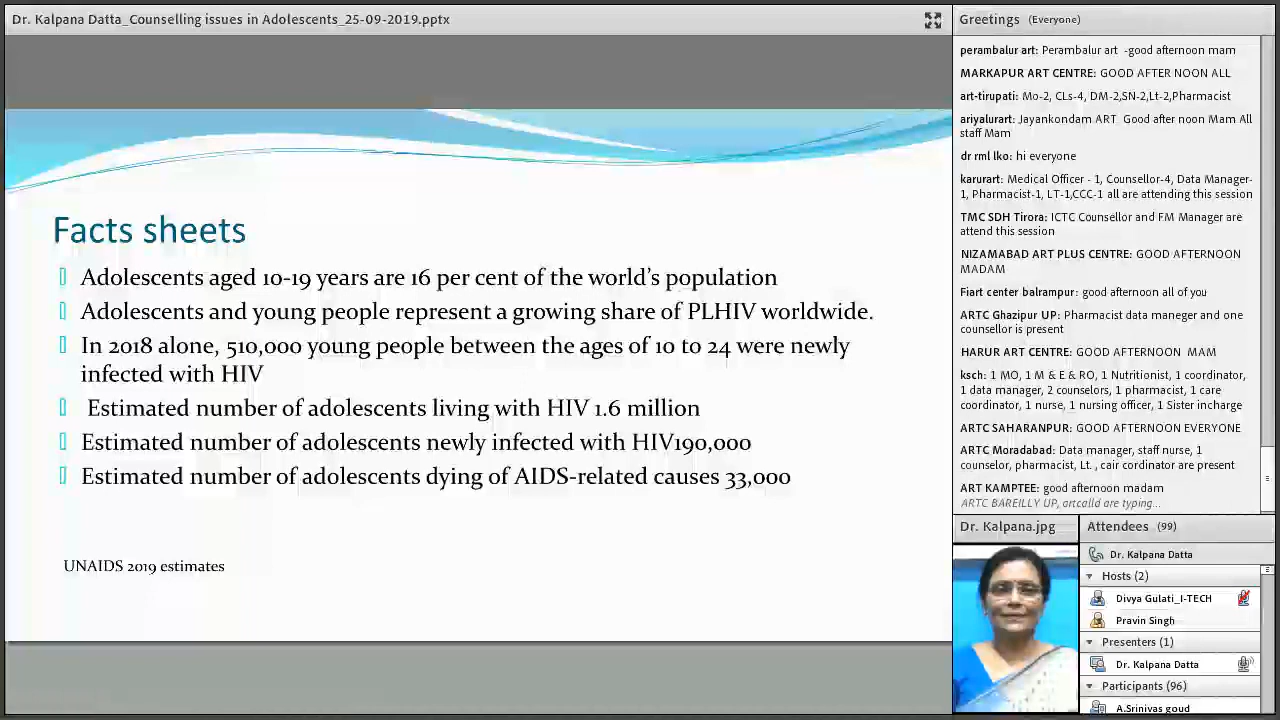 Dr. Kalpana Datta_Counselling issues in Adolescents_25-09-2019.pptx
Facts sheets
Adolescents aged 10-19 years are 16 per cent of the world's population
Adolescents and young people represent a growing share of PLHIV worldwide.
In 2018 alone, 510,000 young people between the ages of 10 to 24 were newly
infected with HIV
Estimated number of adolescents living with HIV 1.6 million
Estimated number of adolescents newly infected with HIV190,000
Estimated number of adolescents dying of AIDS-related causes 33,000
UNAIDS 2019 estimates
Greetings (Everyone)
perambalur art: Perambalur art -good afternoon mam
MARKAPUR ART CENTRE: GOOD AFTER NOON ALL
art-tirupati: Mo-2, CLs-4, DM-2,SN-2,Lt-2,Pharmacist
ariyalurart: Jayankondam ART Good after noon Mam All
staff Mam
dr rml lko: hi everyone
karurart: Medical Officer - 1, Counsellor-4, Data Manager-
1, Pharmacist-1, LT-1,CCC-1 all are attending this session
TMC SDH Tirora: ICTC Counsellor and FM Manager are
attend this session
NIZAMABAD ART PLUS CENTRE: GOOD AFTERNOON
MADAM
Fiart center balrampur: good afternoon all of you
ARTC Ghazipur UP: Pharmacist data maneger and one
counsellor is present
HARUR ART CENTRE: GOOD AFTERNOON MAM
ksch: 1 MO, 1 M & E & RO, 1 Nutritionist, 1 coordinator,
1 data manager, 2 counselors, 1 pharmacist, 1 care
coordinator, 1 nurse, 1 nursing officer, 1 Sister incharge
ARTC SAHARANPUR: GOOD AFTERNOON EVERYONE
ARTC Moradabad: Data manager, staff nurse, 1
counselor, pharmacist, Lt. , cair cordinator are present
ART KAMPTEE: good afternoon madam
ARTC BAREILLY UP, artcalld are typing...
Dr. Kalpana.jpg
Attendees (99)
Dr. Kalpana Datta
Hosts (2)
Divya Gulati_I-TECH
Pravin Singh
Presenters (1)
Dr. Kalpana Datta
Participants (96)
A.Srinivas goud